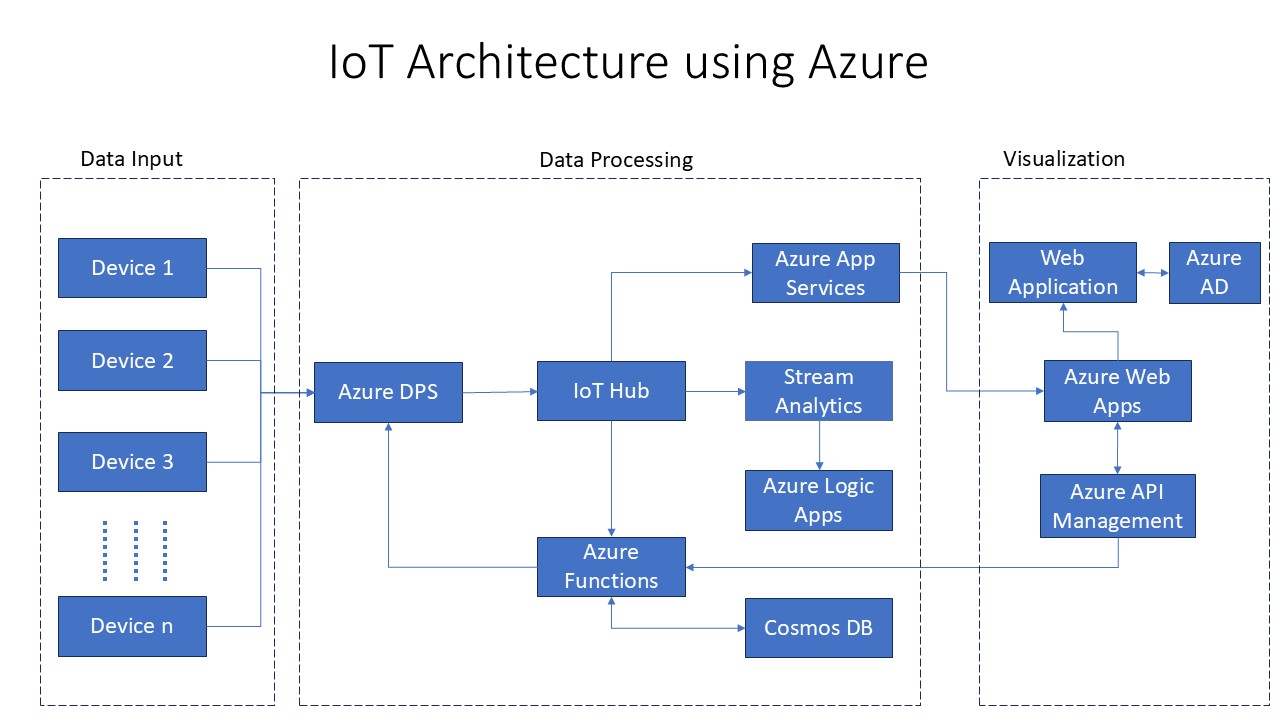 IoT Architecture using Azure
Data Input
Data Processing
Visualization
Device 1
Device 2
Device 3
Device n
Azure DPS
IoT Hub
Azure App
Services
Stream
Analytics
Azure Logic
Apps
Azure
Functions
Cosmos DB
Web
Application
Azure
AD
Azure Web
Apps
Azure API
Management